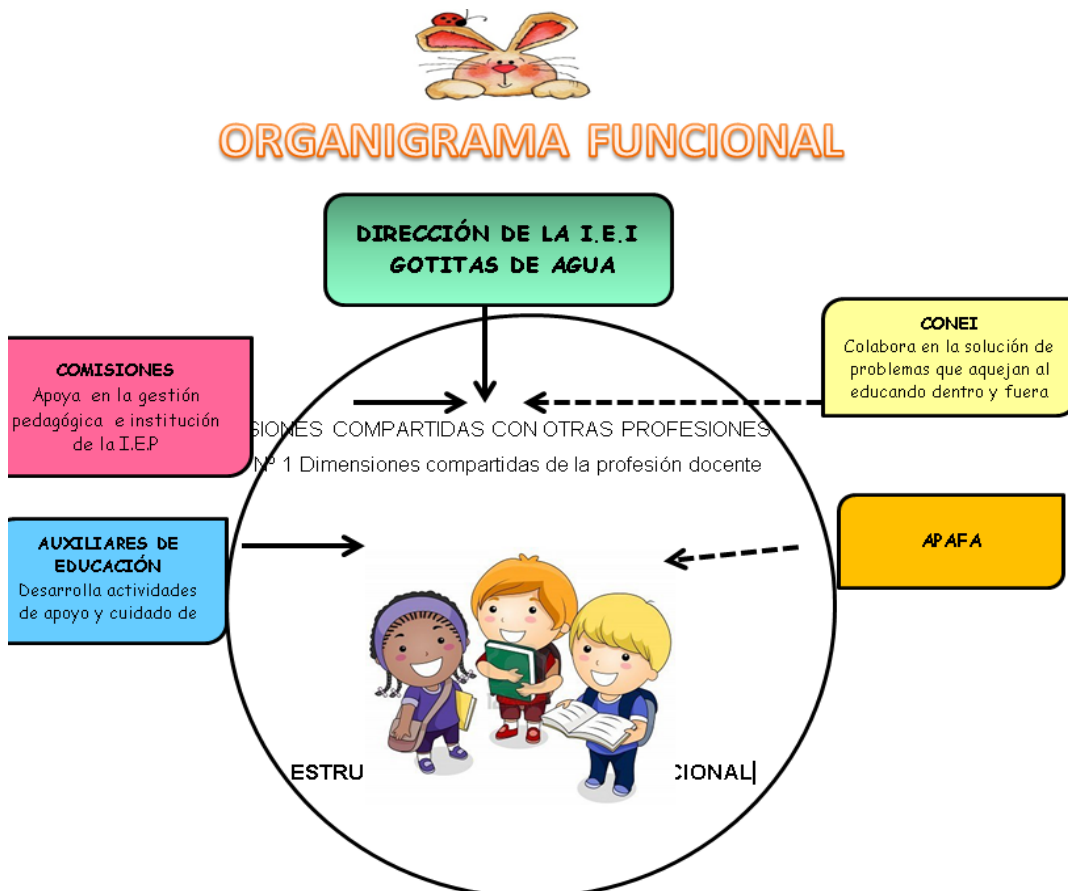 ORGANIGRAMA FUNCIONAL
DIRECCIÓN DE LA I.E.I
GOTITAS DE AGUA
COMISIONES
Apoya en la gestión
pedagógica e institución
de la I.E.P
CONEI
Colabora en la solución de
problemas que aquejan al
educando dentro y fuera
SIONES COMPARTIDAS CON OTRAS PROFESIONES
Nº 1 Dimensiones compartidas de la profesión docente
AUXILIARES DE
EDUCACIÓN
Desarrolla actividades
de apoyo y cuidado de
APAFA
ESTRU CIONAL